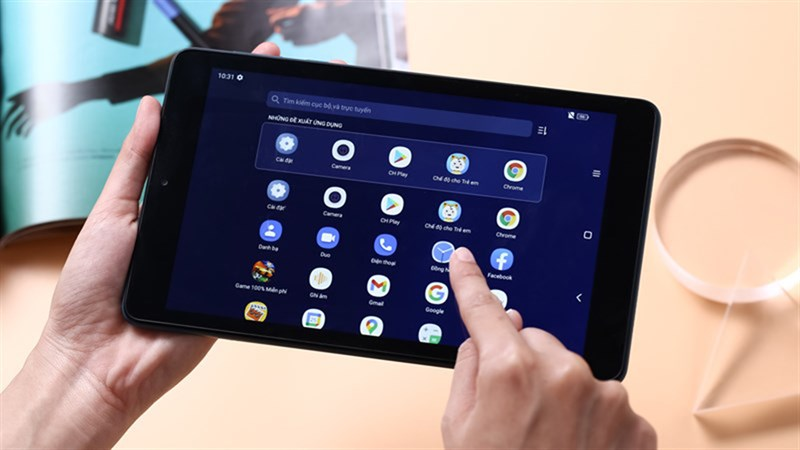 10:31
Tìm kiếm cục bộ và trực tuyến
NHỮNG ĐỀ XUẤT ỨNG DỤNG
Cài đặt
Camera
CH Play
Chế độ cho Trẻ em
Chrome
Cài đặt
Camera
CH Play
Chế độ cho Trẻ em
Chrome
Danh bạ
Duo
Điện thoại
Đồng
Facebook
Game 100% Miễn phí
Ghi âm
Gmail
Google